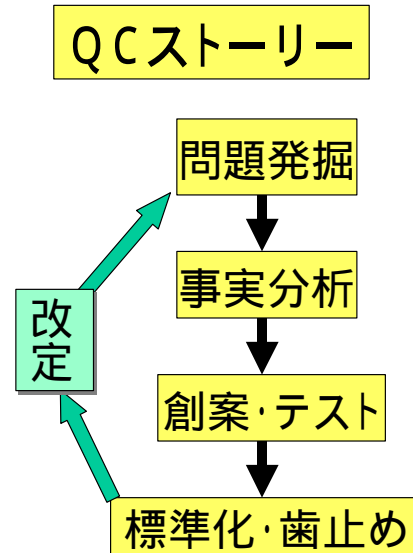 QCストーリー
問題発掘
事実分析
改
定
創案・テスト
標準化・歯止め